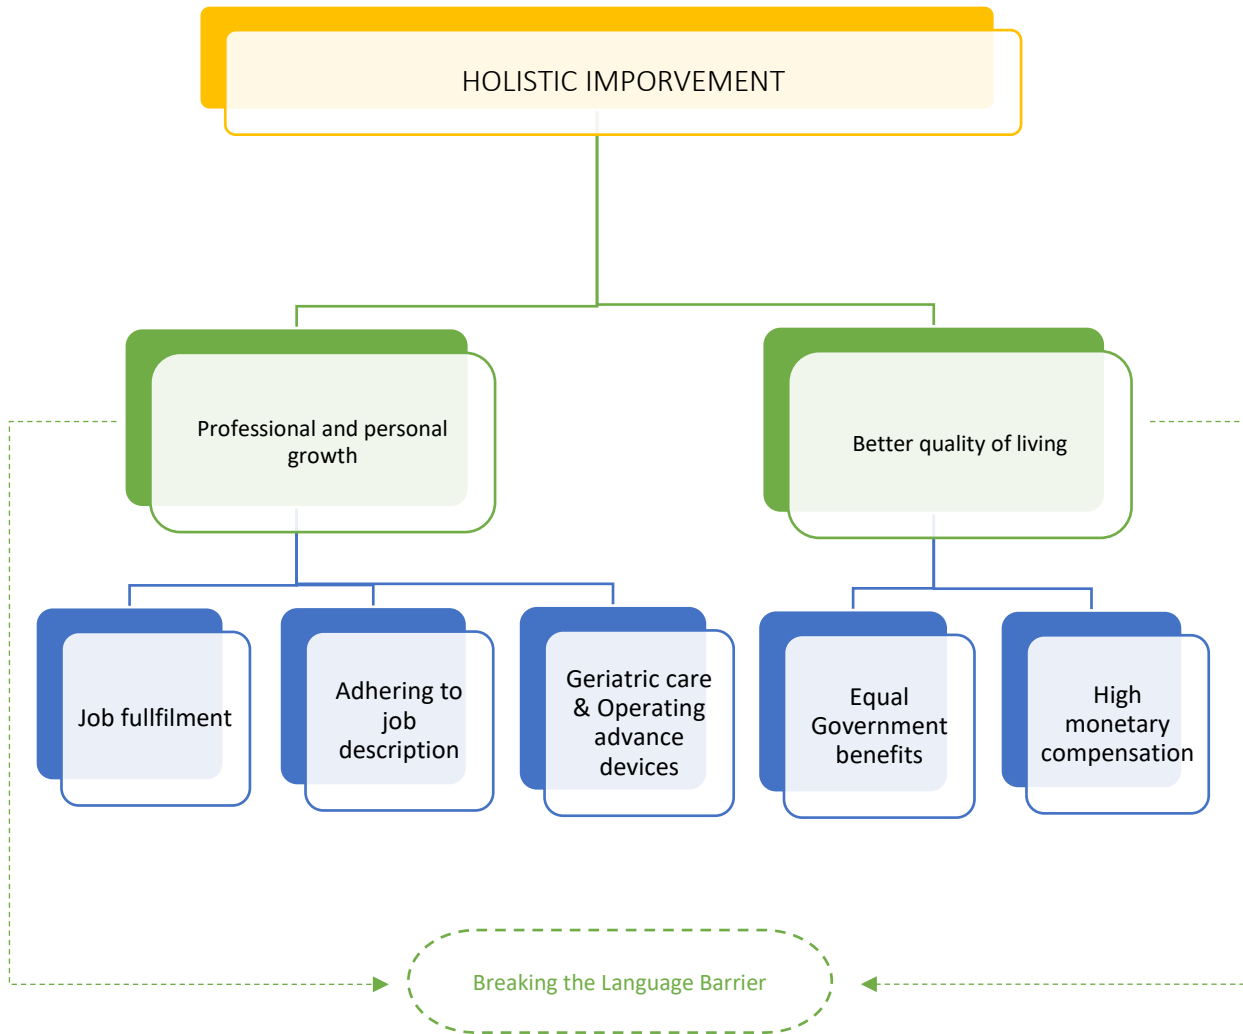 HOLISTIC IMPORVEMENT
Professional and personal
growth
Better quality of living
Job fullfilment
Adhering to
job
description
Geriatric care
& Operating
advance
devices
Equal
Government
benefits
High
monetary
compensation
Breaking the Language Barrier